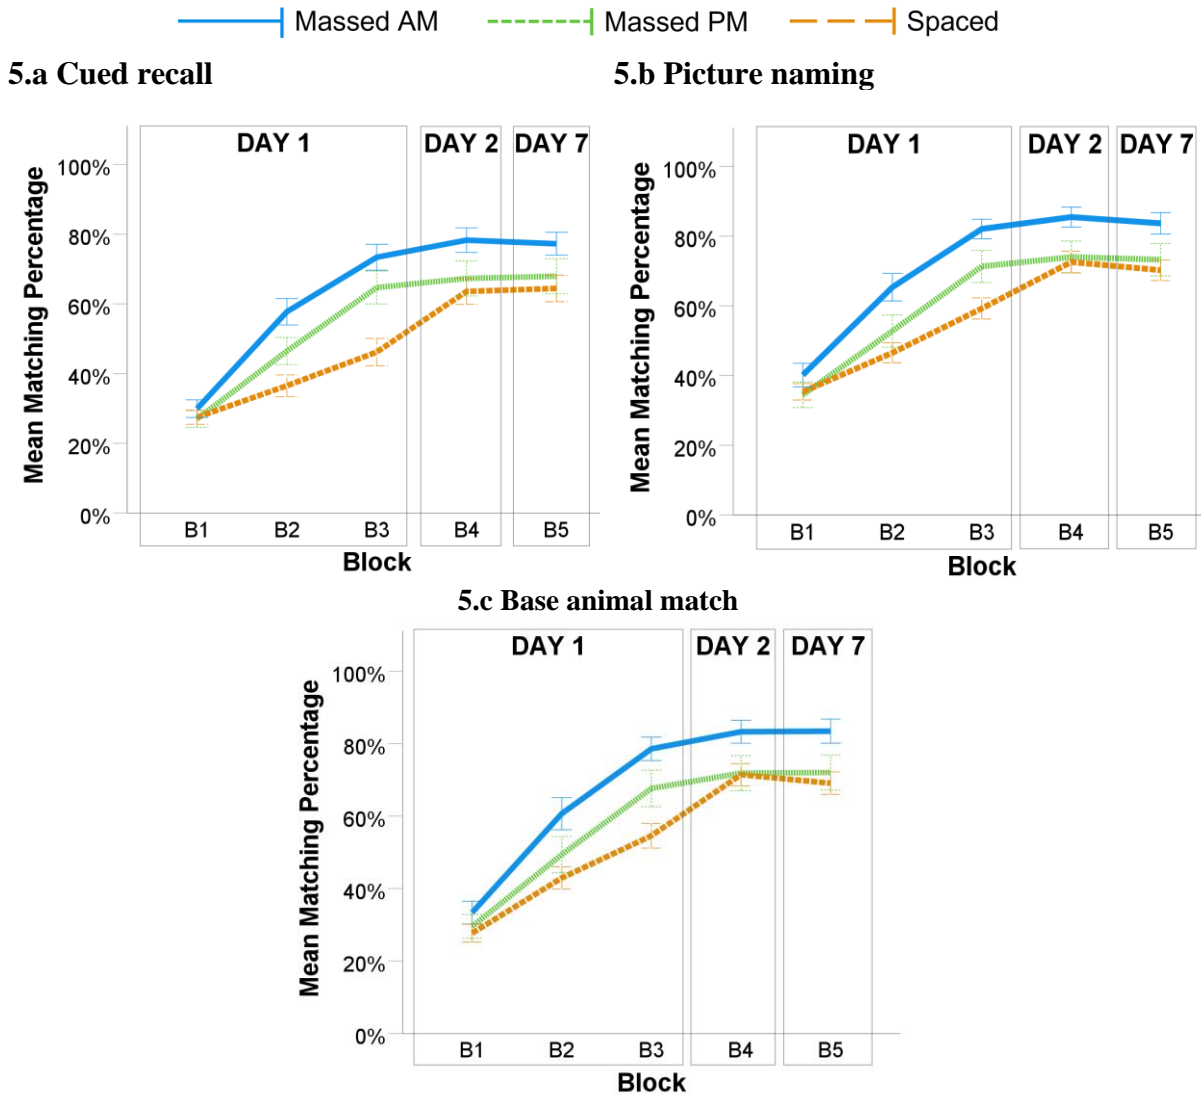 Massed AM Massed PM Spaced
5.a Cued recall
DAY 1 DAY 2 DAY 7
Mean Matching Percentage
100%
80%
60%
40%
20%
0%
B1 B2 B3 B4 B5
Block
5.b Picture naming
DAY 1 DAY 2 DAY 7
Mean Matching Percentage
100%
80%
60%
40%
20%
0%
B1 B2 B3 B4 B5
Block
5.c Base animal match
DAY 1 DAY 2 DAY 7
Mean Matching Percentage
100%
80%
60%
40%
20%
0%
B1 B2 B3 B4 B5
Block